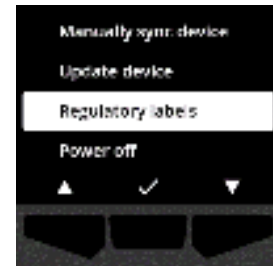 Manually sync device
Update device
Regulatory labels
Power off